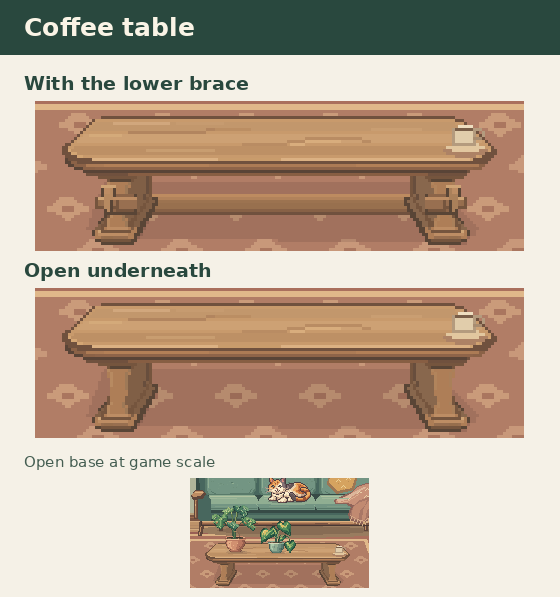 Coffee table
With the lower brace
Open underneath
Open base at game scale